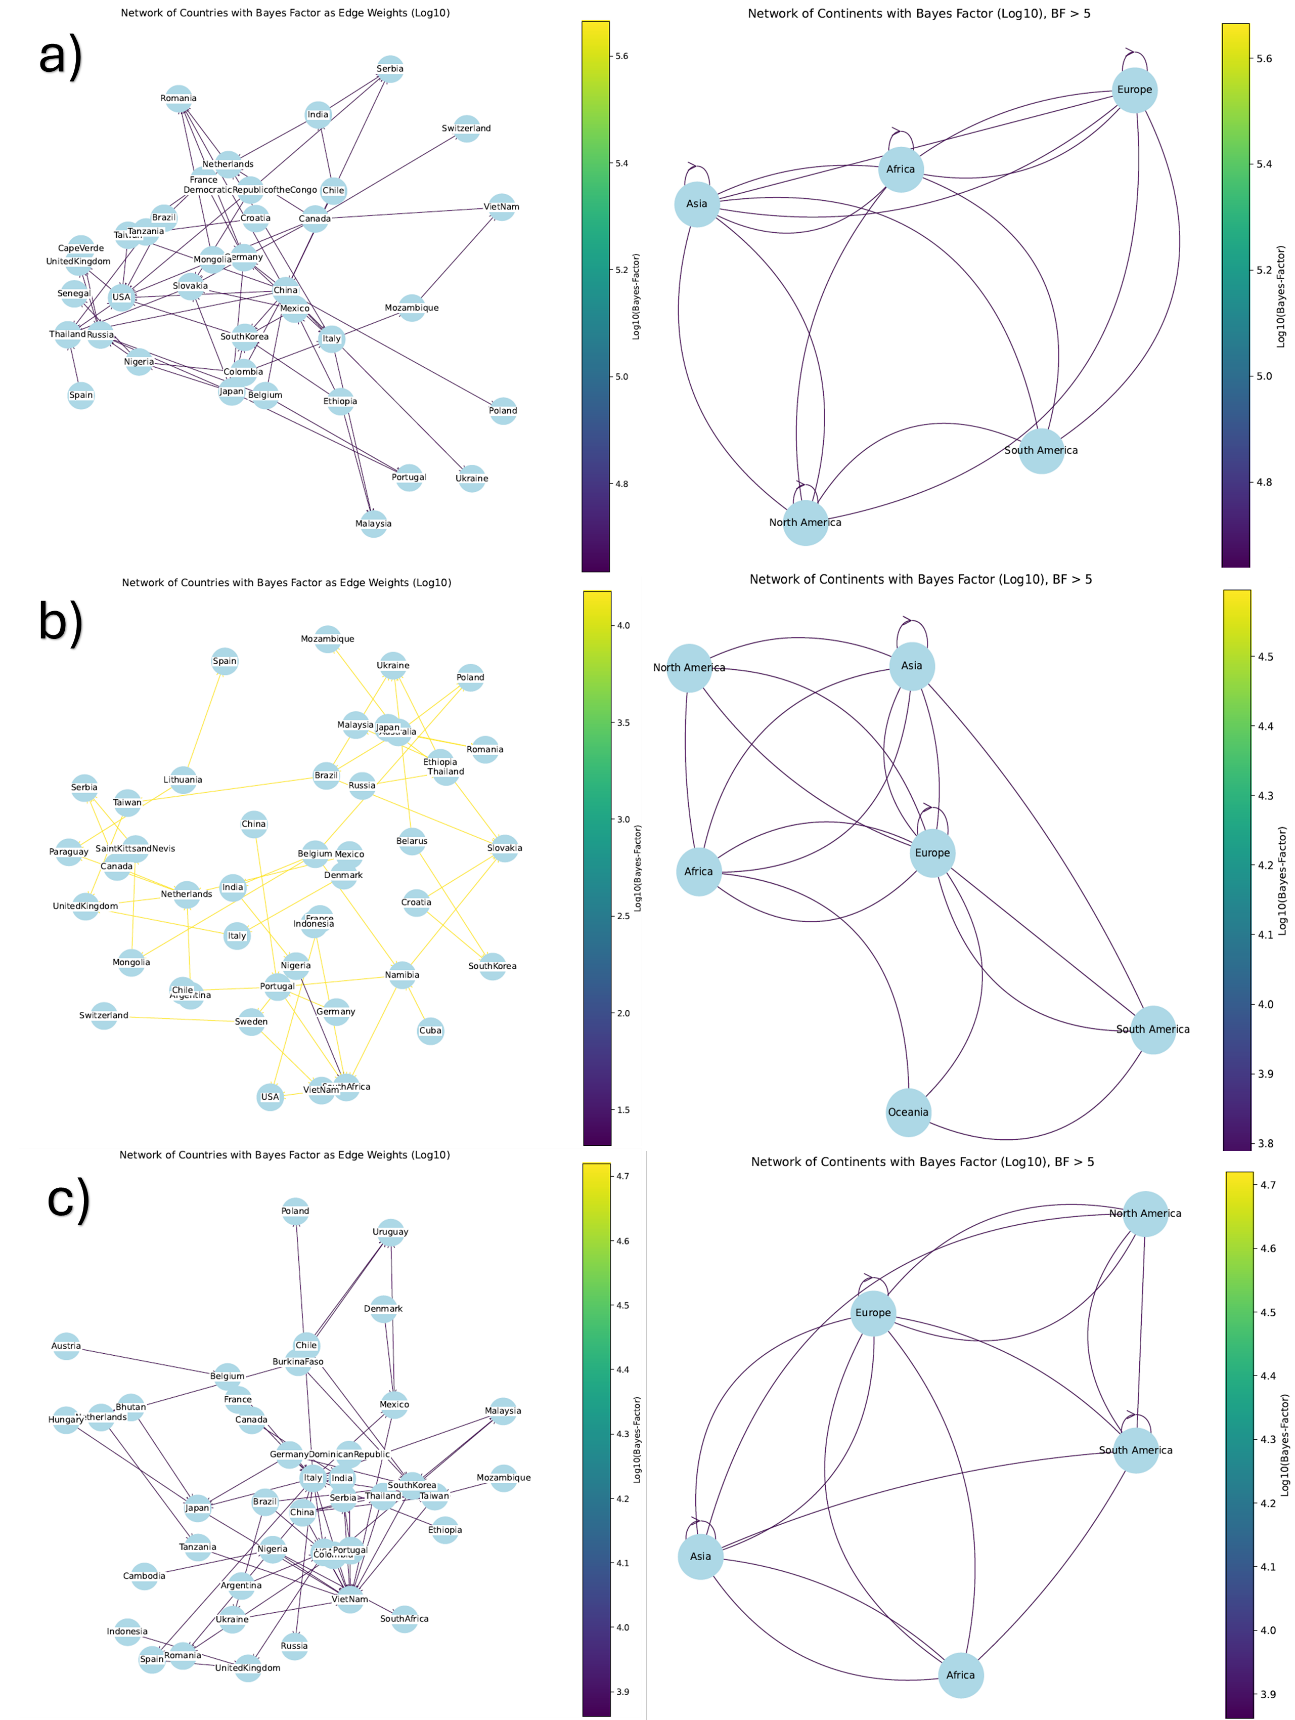 Network of Countries with Bayes Factor as Edge Weights (Log10)
Network of Continents with Bayes Factor (Log10), BF > 5
a)
Serbia
Romania
India
Switzerland
Netherlands
France
DemocraticRepublicoftheCongo
Chile
VietNam
Brazil
Croatia
Canada
Tanzania
CapeVerde
UnitedKingdom
Mongolia
Slovakia
China
Senegal
USA
Mexico
Mozambique
Thailand
Russia
SouthKorea
Italy
Nigeria
Colombia
Spain
Japan
Belgium
Ethiopia
Poland
Portugal
Ukraine
Malaysia
5.6
5.4
5.2
5.0
4.8
Log10(Bayes-Factor)
Europe
Africa
Asia
South America
North America
5.6
5.4
5.2
5.0
4.8
Log10(Bayes-Factor)
Network of Countries with Bayes Factor as Edge Weights (Log10)
Network of Continents with Bayes Factor (Log10), BF > 5
b)
Mozambique
Spain
Ukraine
Poland
Malaysia
Japan
Romania
Ethiopia
Thailand
Brazil
Lithuania
Russia
Serbia
Taiwan
China
Belarus
Paraguay
SaintKittsandNevis
Slovakia
Canada
Belgium
Mexico
Denmark
Netherlands
India
UnitedKingdom
Croatia
Indonesia
Italy
Mongolia
Nigeria
SouthKorea
Namibia
Chile
Portugal
Switzerland
Sweden
Germany
Cuba
USA
VietNam
4.0
3.5
3.0
2.5
2.0
1.5
Log10(Bayes-Factor)
North America
Asia
Europe
Africa
South America
Oceania
4.5
4.4
4.3
4.2
4.1
4.0
3.9
3.8
Log10(Bayes-Factor)
Network of Countries with Bayes Factor as Edge Weights (Log10)
Network of Continents with Bayes Factor (Log10), BF > 5
c)
Poland
Uruguay
Denmark
Austria
Chile
BurkinaFaso
Belgium
France
Bhutan
Hungary
Canada
Mexico
Malaysia
Germany
DominicanRepublic
Italy
India
SouthKorea
Mozambique
Japan
Brazil
China
Serbia
Thailand
Taiwan
Ethiopia
Tanzania
Nigeria
Portugal
Cambodia
Argentina
VietNam
Ukraine
SouthAfrica
Indonesia
Russia
Spain
Romania
UnitedKingdom
4.7
4.6
4.5
4.4
4.3
4.2
4.1
4.0
3.9
Log10(Bayes-Factor)
North America
Europe
South America
Asia
Africa
4.7
4.6
4.5
4.4
4.3
4.2
4.1
4.0
3.9
Log10(Bayes-Factor)